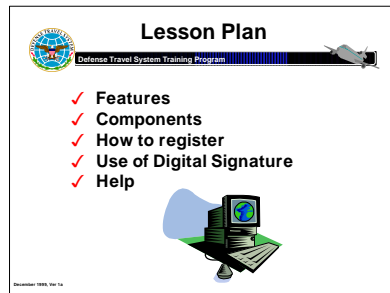 Lesson Plan
Defense Travel System Training Program
✓ Features
✓ Components
✓ How to register
✓ Use of Digital Signature
✓ Help
December 1999, Ver 1a